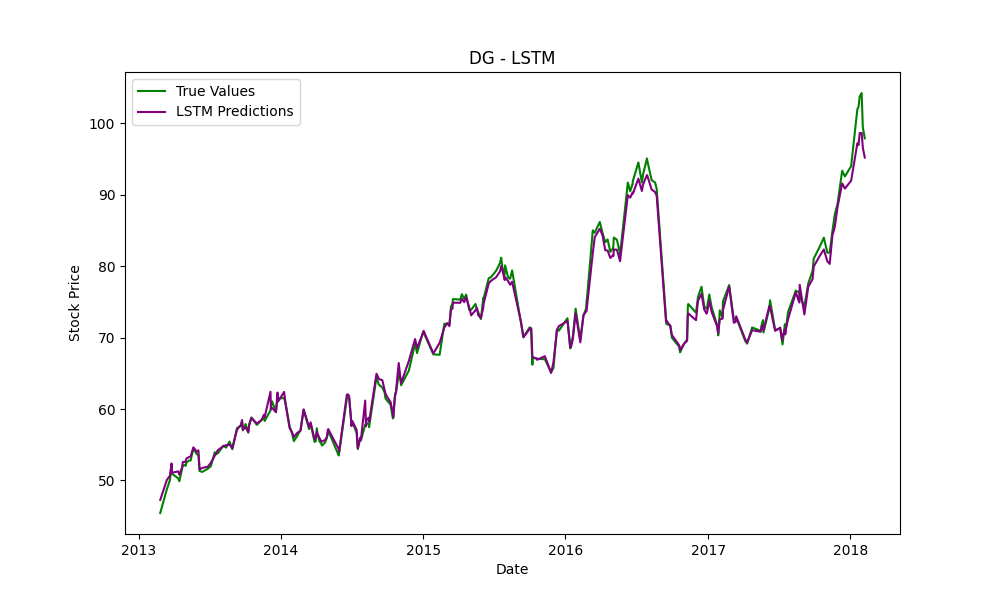 DG - LSTM
True Values
LSTM Predictions
100
90
80
70
60
50
Stock Price
2013 2014 2015 2016 2017 2018
Date